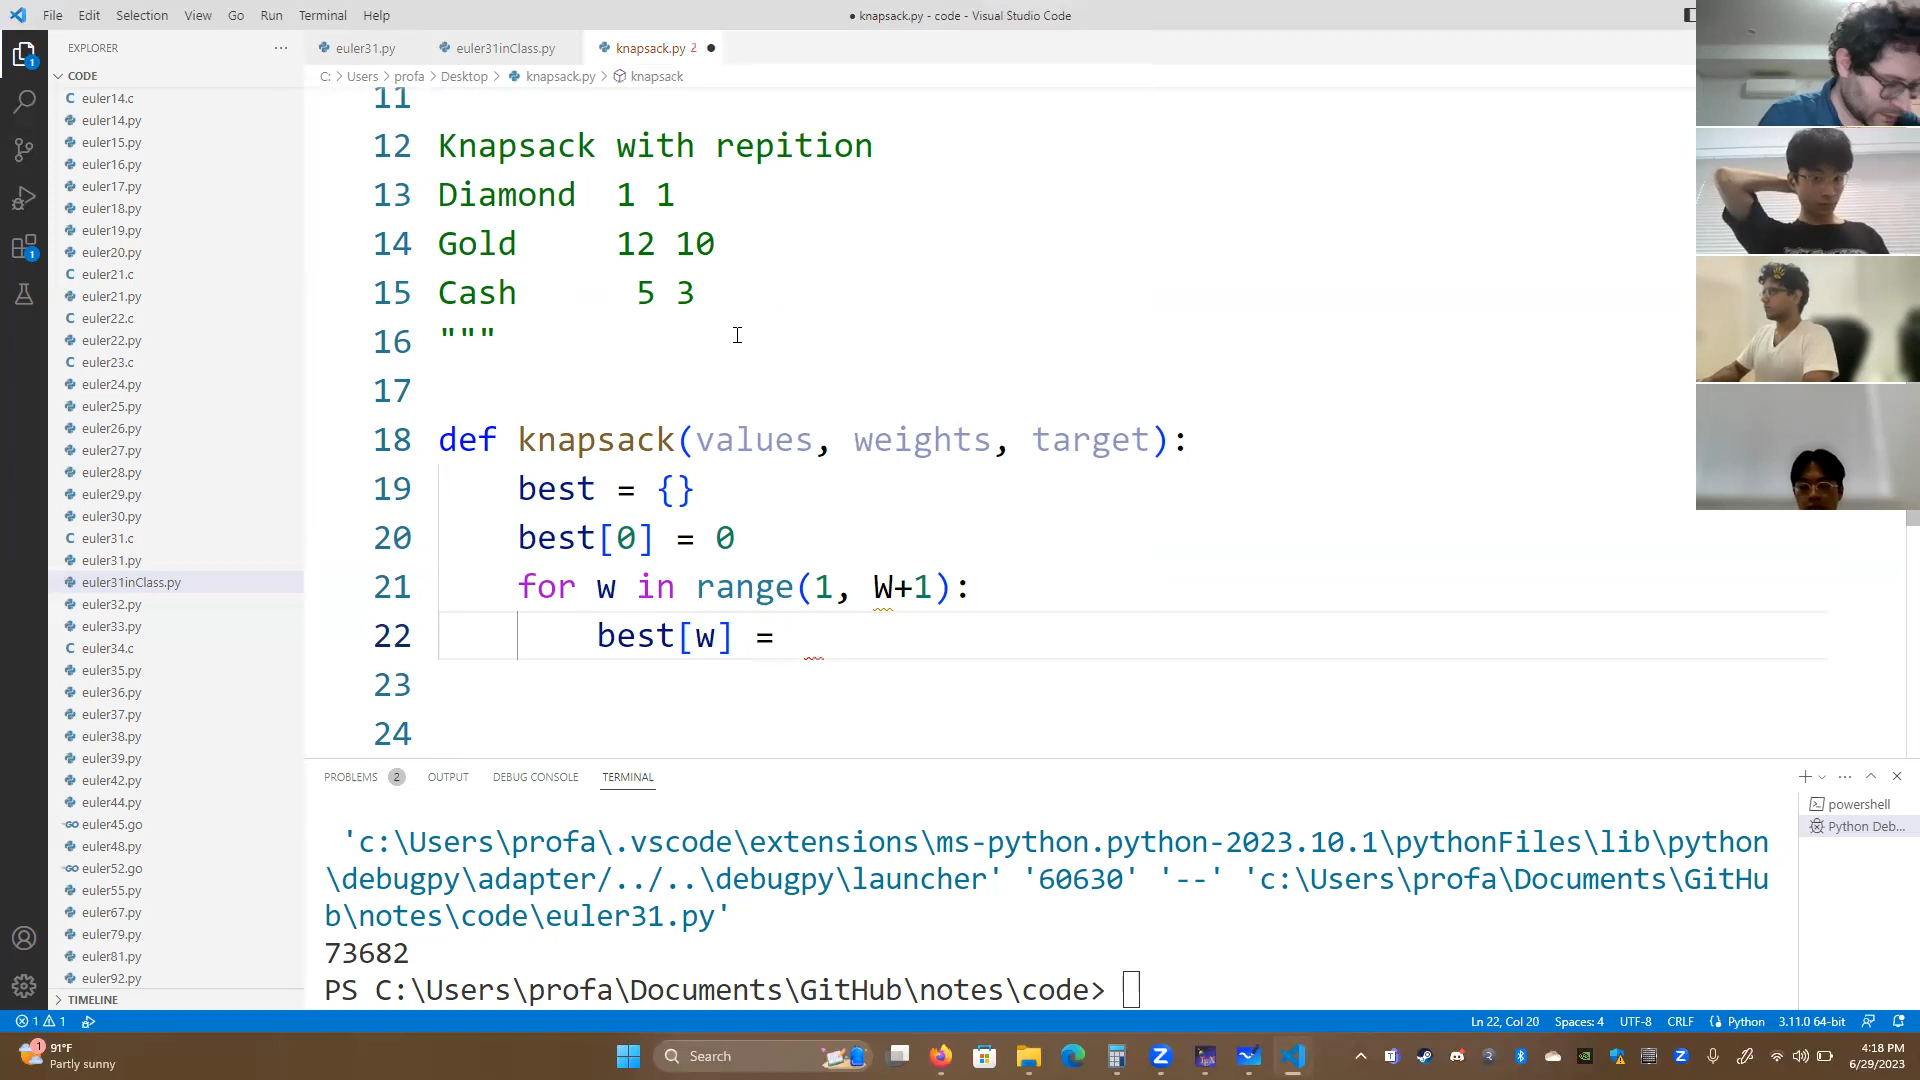 File Edit Selection View Go Run Terminal Help
● knapsack.py - code - Visual Studio Code
EXPLORER ···
CODE
euler14.c
euler14.py
euler15.py
euler16.py
euler17.py
euler18.py
euler19.py
euler20.py
euler21.c
euler21.py
euler22.c
euler22.py
euler23.c
euler24.py
euler25.py
euler26.py
euler27.py
euler28.py
euler29.py
euler30.py
euler31.c
euler31.py
euler31inClass.py
euler32.py
euler33.py
euler34.c
euler35.py
euler36.py
euler37.py
euler38.py
euler39.py
euler42.py
euler44.py
euler45.go
euler48.py
euler52.go
euler55.py
euler67.py
euler79.py
euler81.py
euler92.py
TIMELINE
euler31.py euler31inClass.py knapsack.py 2 ●
C: > Users > profa > Desktop > knapsack.py > knapsack
11
12 Knapsack with repition
13 Diamond 1 1
14 Gold 12 10
15 Cash 5 3
16 """
17
18 def knapsack(values, weights, target):
19 best = {}
20 best[0] = 0
21 for w in range(1, W+1):
22 best[w] =
23
24
PROBLEMS 2 OUTPUT DEBUG CONSOLE TERMINAL
'c:\Users\profa\.vscode\extensions\ms-python.python-2023.10.1\pythonFiles\lib\python
\debugpy\adapter/../..\debugpy\launcher' '60630' '--' 'c:\Users\profa\Documents\GitHu
b\notes\code\euler31.py'
73682
PS C:\Users\profa\Documents\GitHub\notes\code>
powershell
Python Deb...
1 1 Ln 22, Col 20 Spaces: 4 UTF-8 CRLF Python 3.11.0 64-bit
91°F
Partly sunny
Search
4:18 PM
6/29/2023